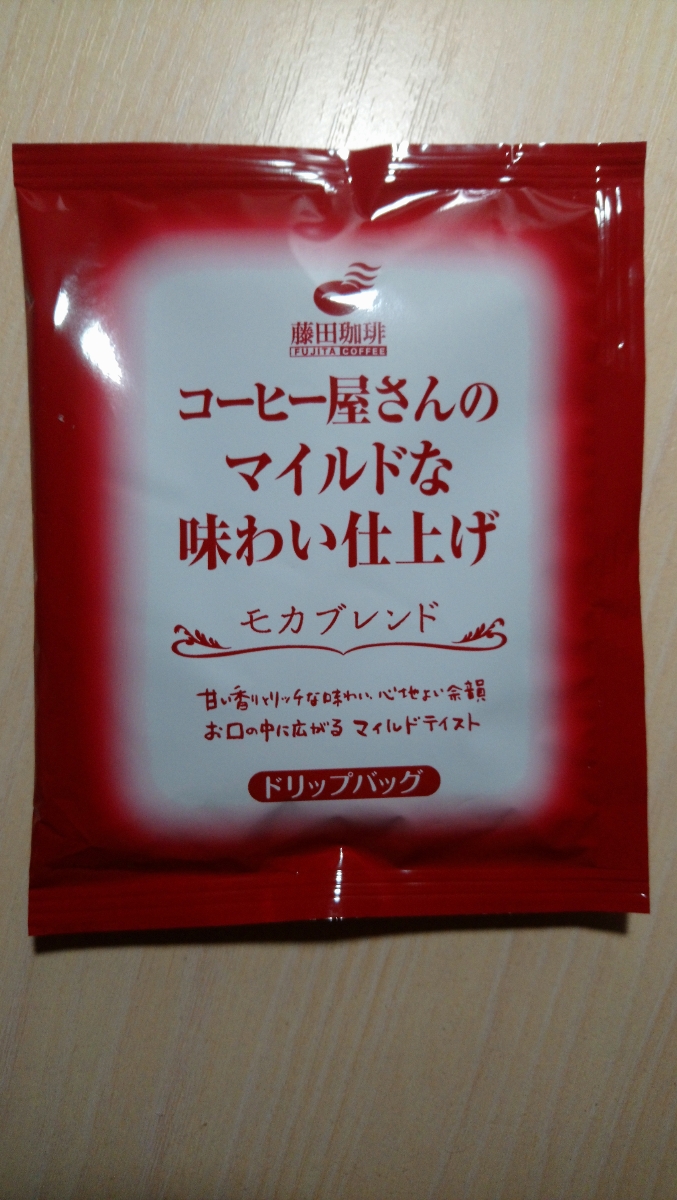 藤田珈琲
FUJITA COFFEE
コーヒー屋さんの
マイルドな
味わい仕上げ
モカブレンド
甘い香りとリッチな味わい、心地よい余韻
お口の中に広がる マイルドテイスト
ドリップバッグ